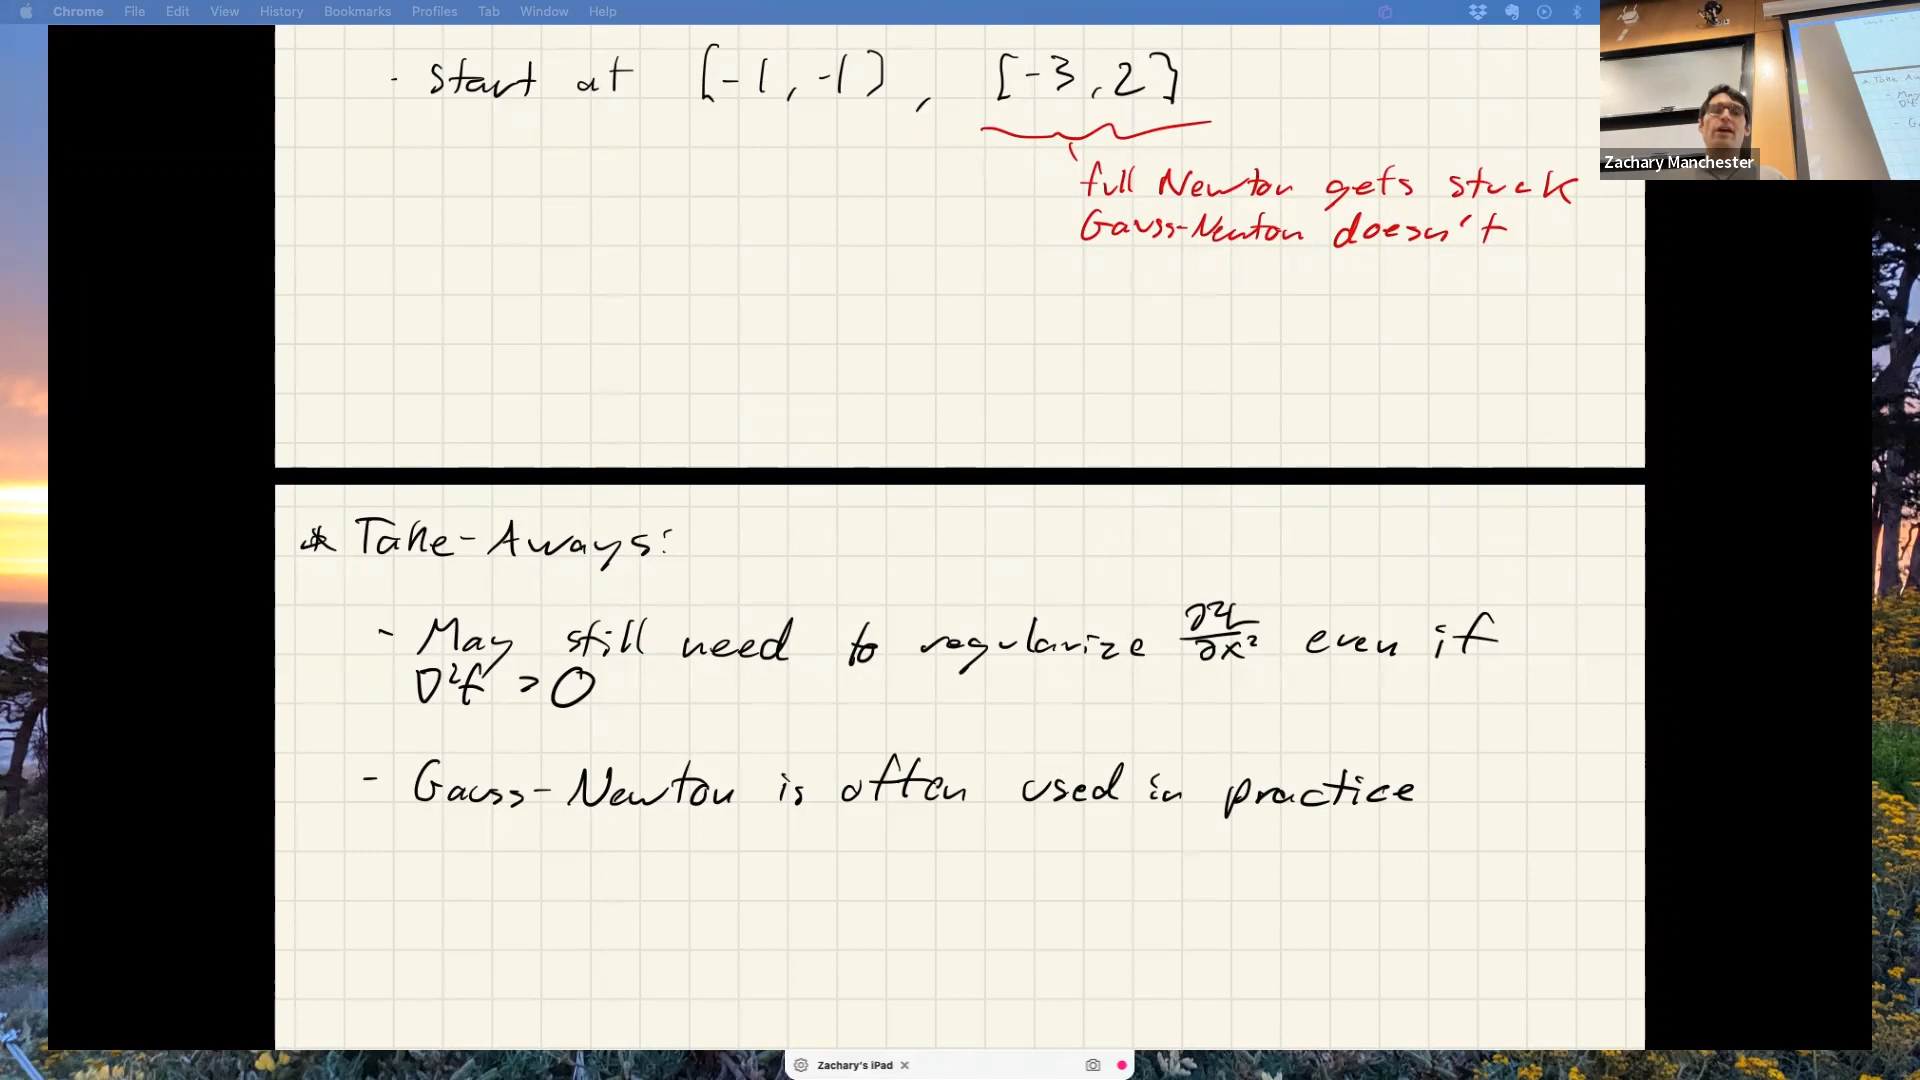 Chrome File Edit View History Bookmarks Profiles Tab Window Help
Zachary Manchester
- start at [-1, -1], [-3, 2]
full Newton gets stuck
Gauss-Newton doesn't
* Take-Aways:
- May still need to regularize ∂²L/∂x² even if
∇²f > 0
- Gauss-Newton is often used in practice
Zachary's iPad